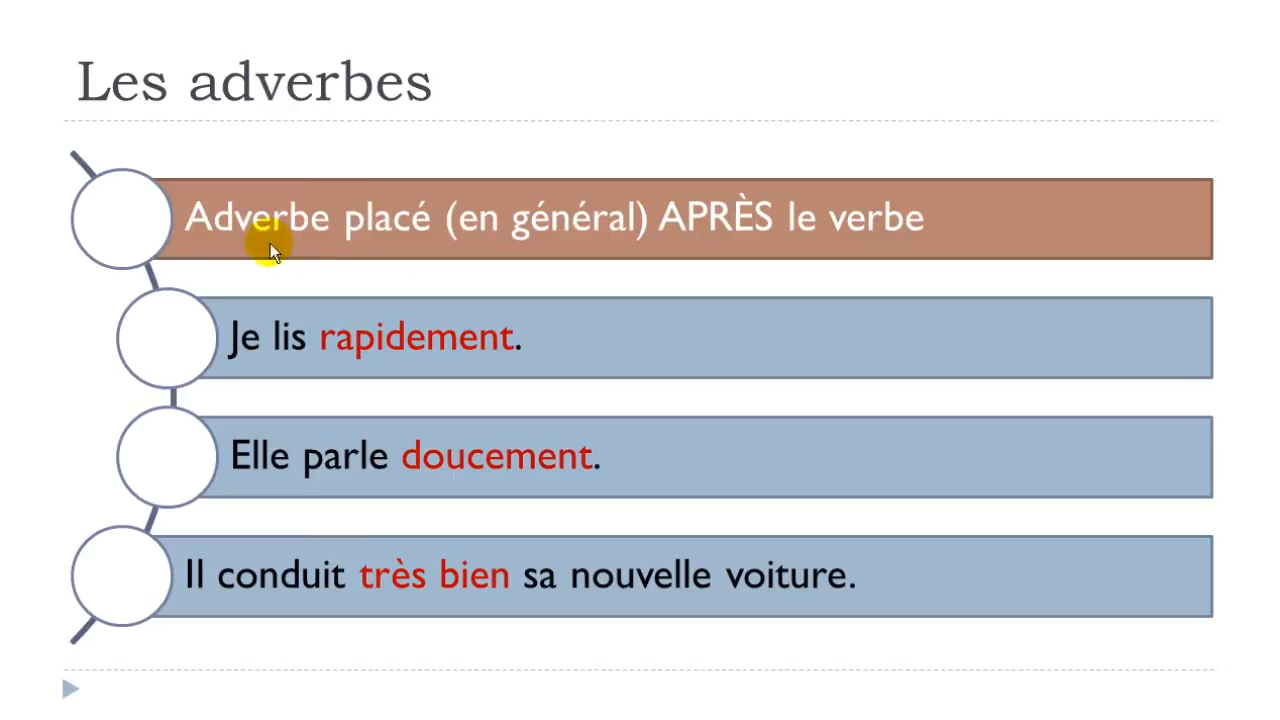 Les adverbes
Adverbe placé (en général) APRÈS le verbe
Je lis rapidement.
Elle parle doucement.
Il conduit très bien sa nouvelle voiture.